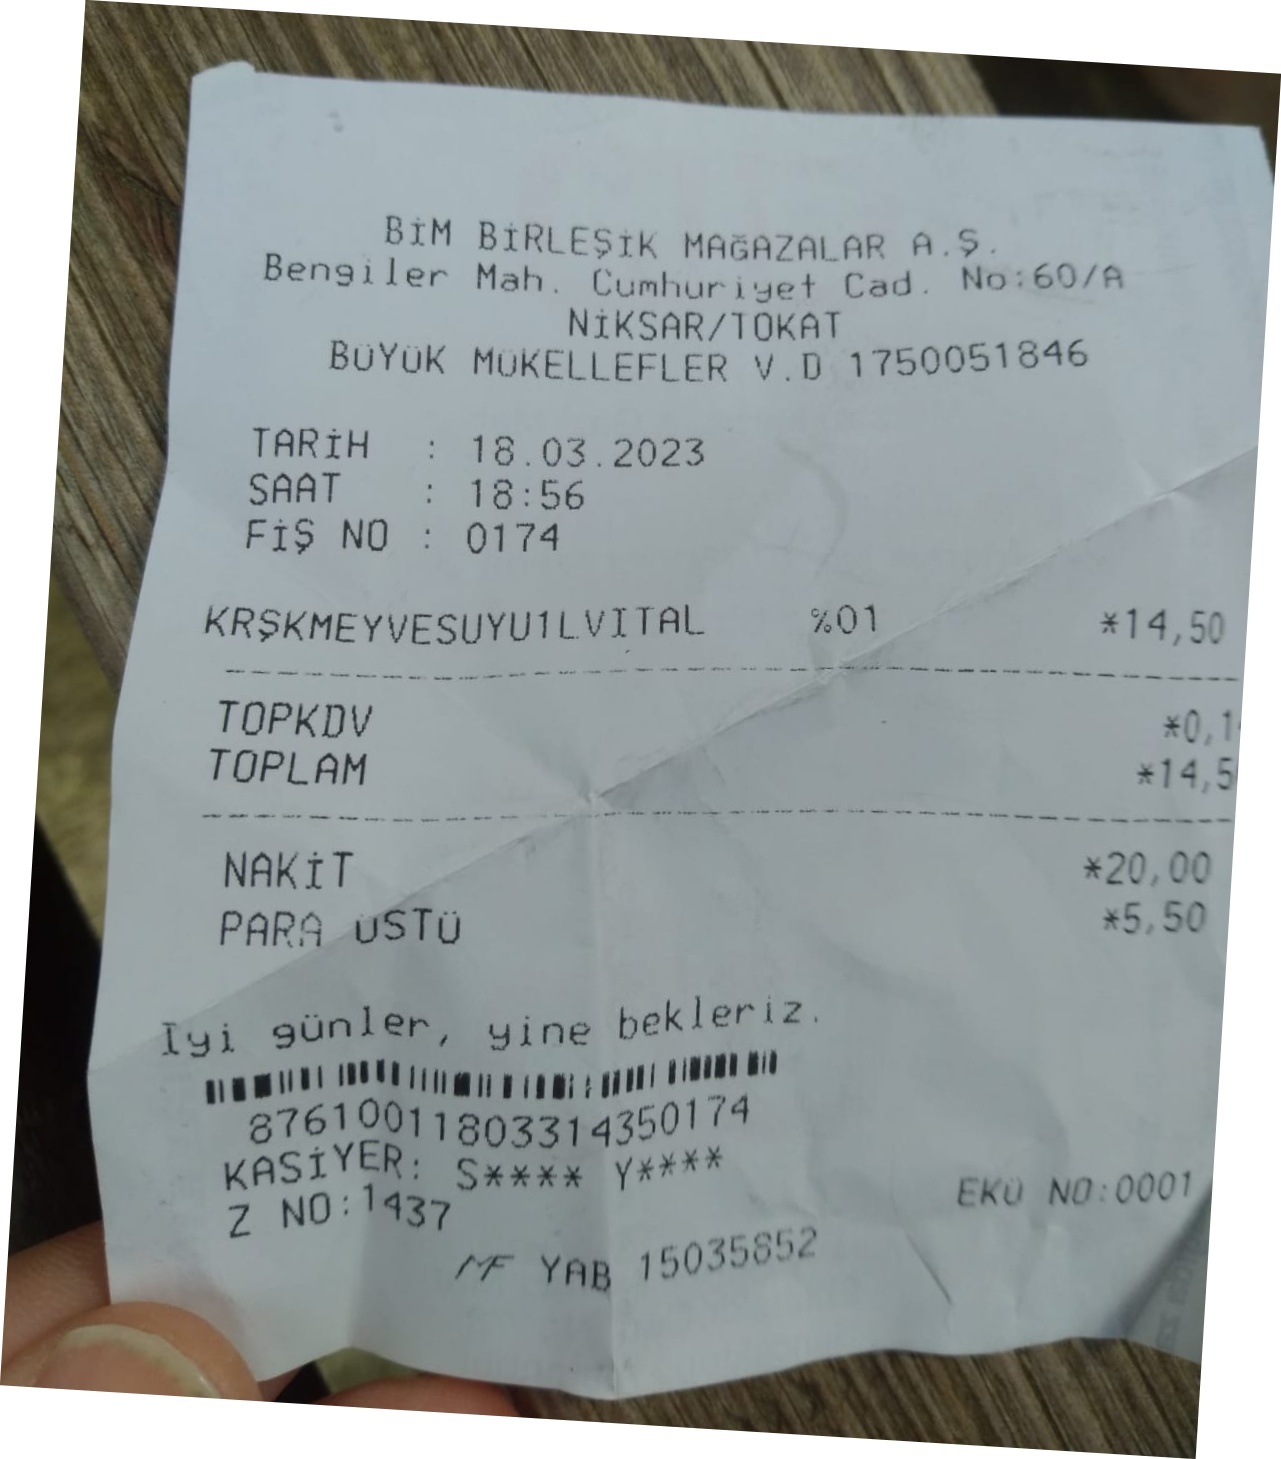 BİM BİRLEŞİK MAĞAZALAR A.Ş.
Bengiler Mah. Cumhuriyet Cad. No:60/A
NİKSAR/TOKAT
BÜYÜK MÜKELLEFLER V.D 1750051846
TARİH : 18.03.2023
SAAT : 18:56
FİŞ NO : 0174
KRŞKMEYVESUYU1LVITAL %01 *14,50
TOPKDV *0,1
TOPLAM *14,5
NAKİT *20,00
PARA ÜSTÜ *5,50
İyi günler, yine bekleriz.
87610011803314350174
KASİYER: S**** Y****
Z NO:1437 EKÜ NO:0001
MF YAB 15035852